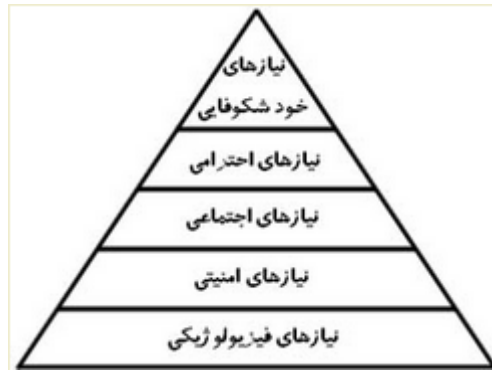 نیازهای
خود شکوفایی
نیازهای احترامی
نیازهای اجتماعی
نیازهای امنیتی
نیازهای فیزیولوژیکی